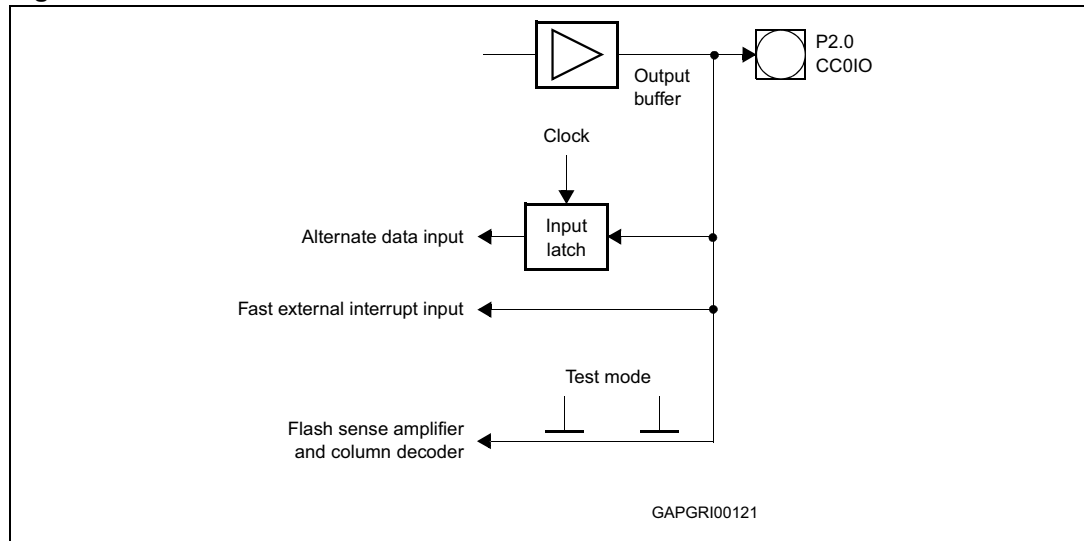 P2.0
CC0IO
Output
buffer
Clock
Input
latch
Alternate data input
Fast external interrupt input
Test mode
Flash sense amplifier
and column decoder
GAPGRI00121